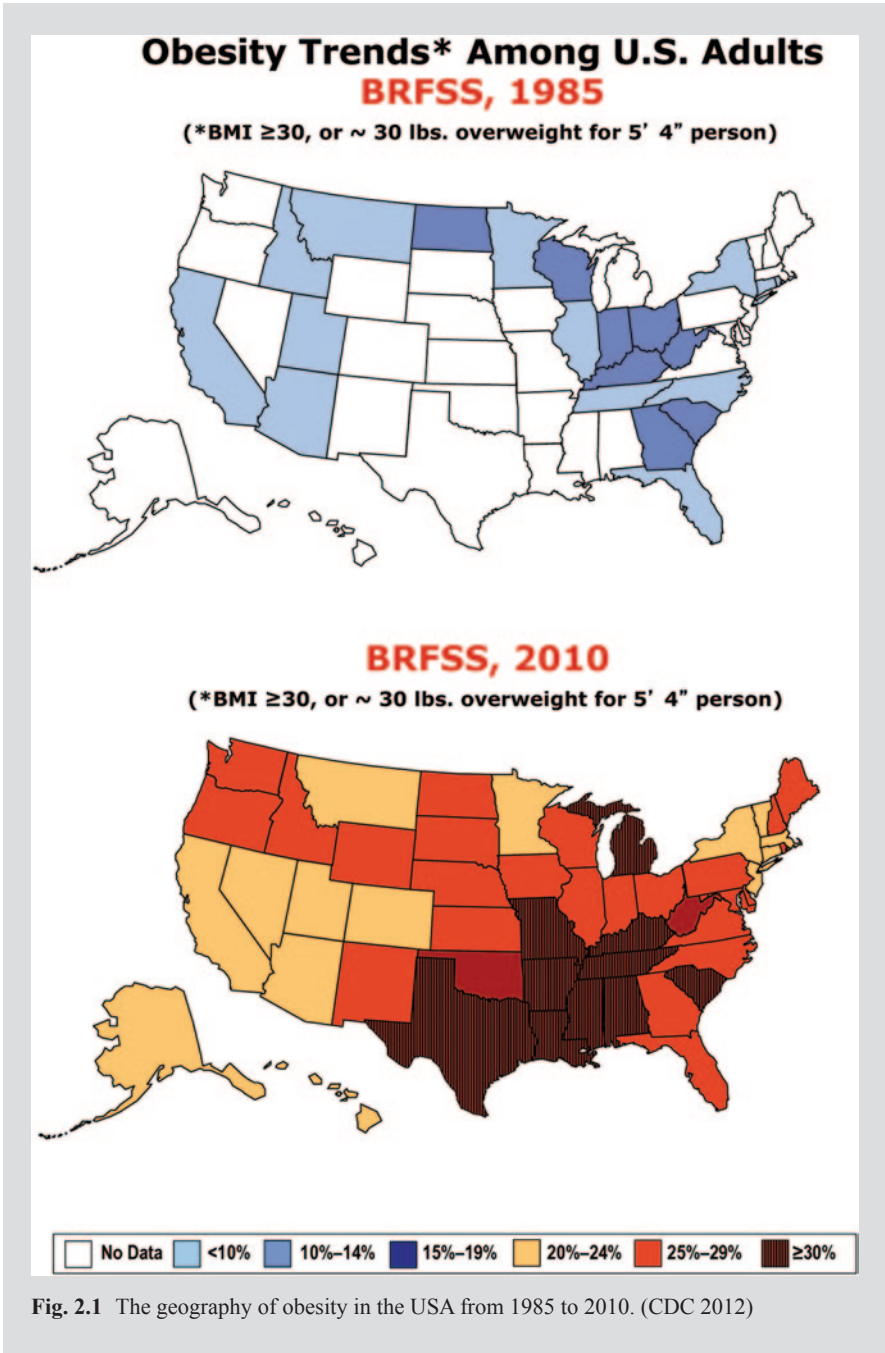 Obesity Trends* Among U.S. Adults
BRFSS, 1985
(*BMI ≥30, or ~ 30 lbs. overweight for 5’ 4” person)
BRFSS, 2010
(*BMI ≥30, or ~ 30 lbs. overweight for 5’ 4” person)
No Data <10% 10%–14% 15%–19% 20%–24% 25%–29% ≥30%
Fig. 2.1 The geography of obesity in the USA from 1985 to 2010. (CDC 2012)